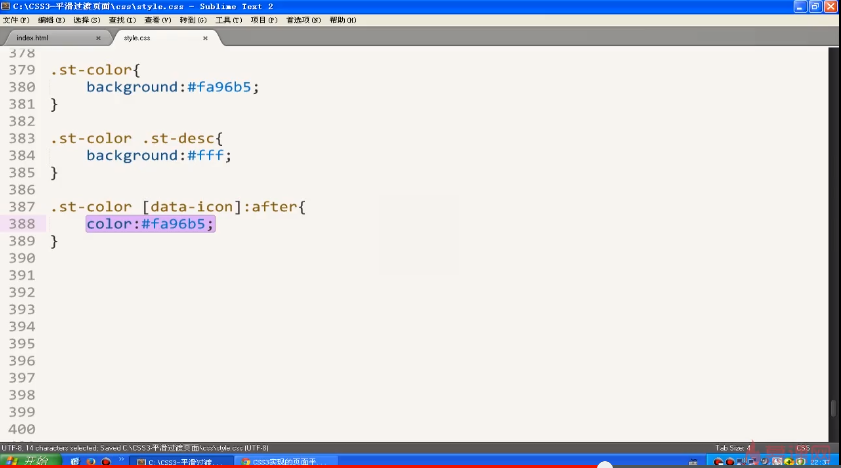 C:\CSS3-平滑过渡页面\css\style.css - Sublime Text 2
文件(F) 编辑(E) 选择(S) 查找(I) 查看(V) 转到(G) 工具(T) 项目(P) 首选项(N) 帮助(H)
index.html × style.css ×
378
379 .st-color{
380 background:#fa96b5;
381 }
382
383 .st-color .st-desc{
384 background:#fff;
385 }
386
387 .st-color [data-icon]:after{
388 color:#fa96b5;
389 }
390
391
392
393
394
395
396
397
398
399
400
UTF-8, 14 characters selected; Saved C:\CSS3-平滑过渡页面\css\style.css (UTF-8) Tab Size: 4 CSS
开始 C:\CSS3-平滑过渡... CSS3实现的页面平... 22:37